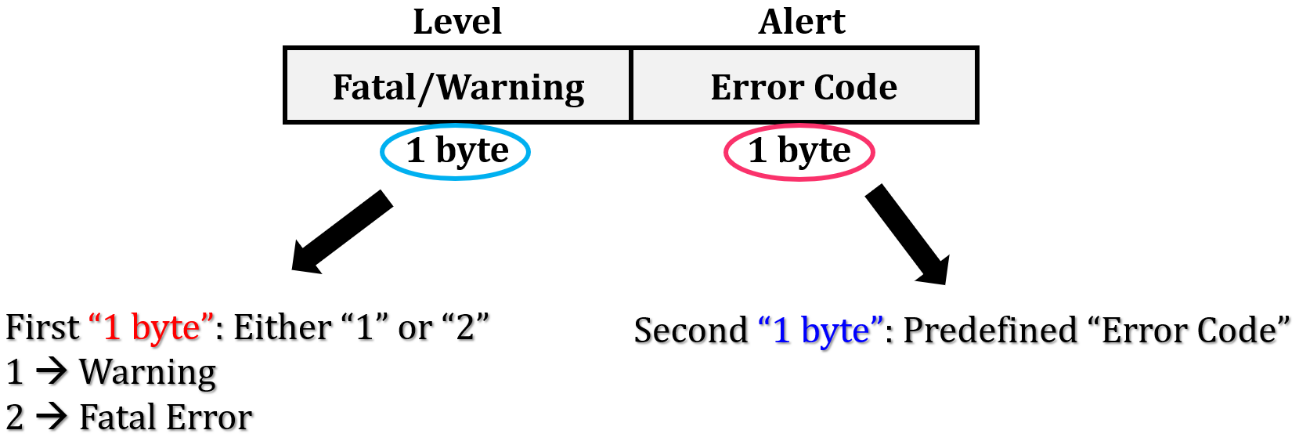 Level Alert
Fatal/Warning Error Code
1 byte 1 byte
First “1 byte”: Either “1” or “2”
1 → Warning
2 → Fatal Error
Second “1 byte”: Predefined “Error Code”